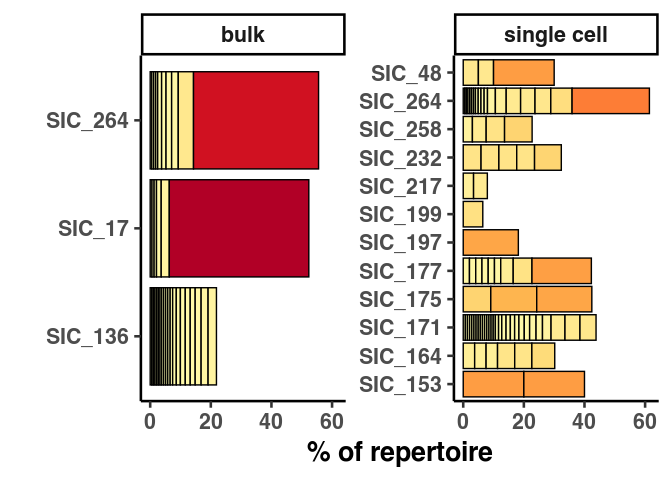 bulk
single cell
SIC_264
SIC_17
SIC_136
0 20 40 60
SIC_48
SIC_264
SIC_258
SIC_232
SIC_217
SIC_199
SIC_197
SIC_177
SIC_175
SIC_171
SIC_164
SIC_153
0 20 40 60
% of repertoire